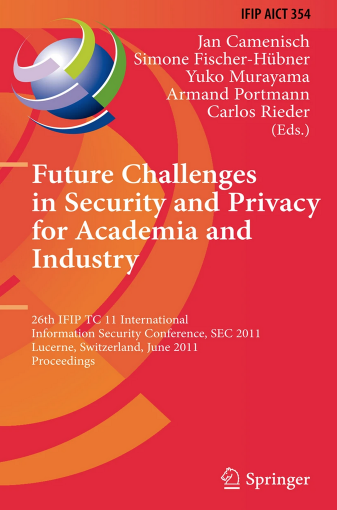 IFIP AICT 354
Jan Camenisch
Simone Fischer-Hübner
Yuko Murayama
Armand Portmann
Carlos Rieder
(Eds.)
Future Challenges
in Security and Privacy
for Academia and
Industry
26th IFIP TC 11 International
Information Security Conference, SEC 2011
Lucerne, Switzerland, June 2011
Proceedings
Springer